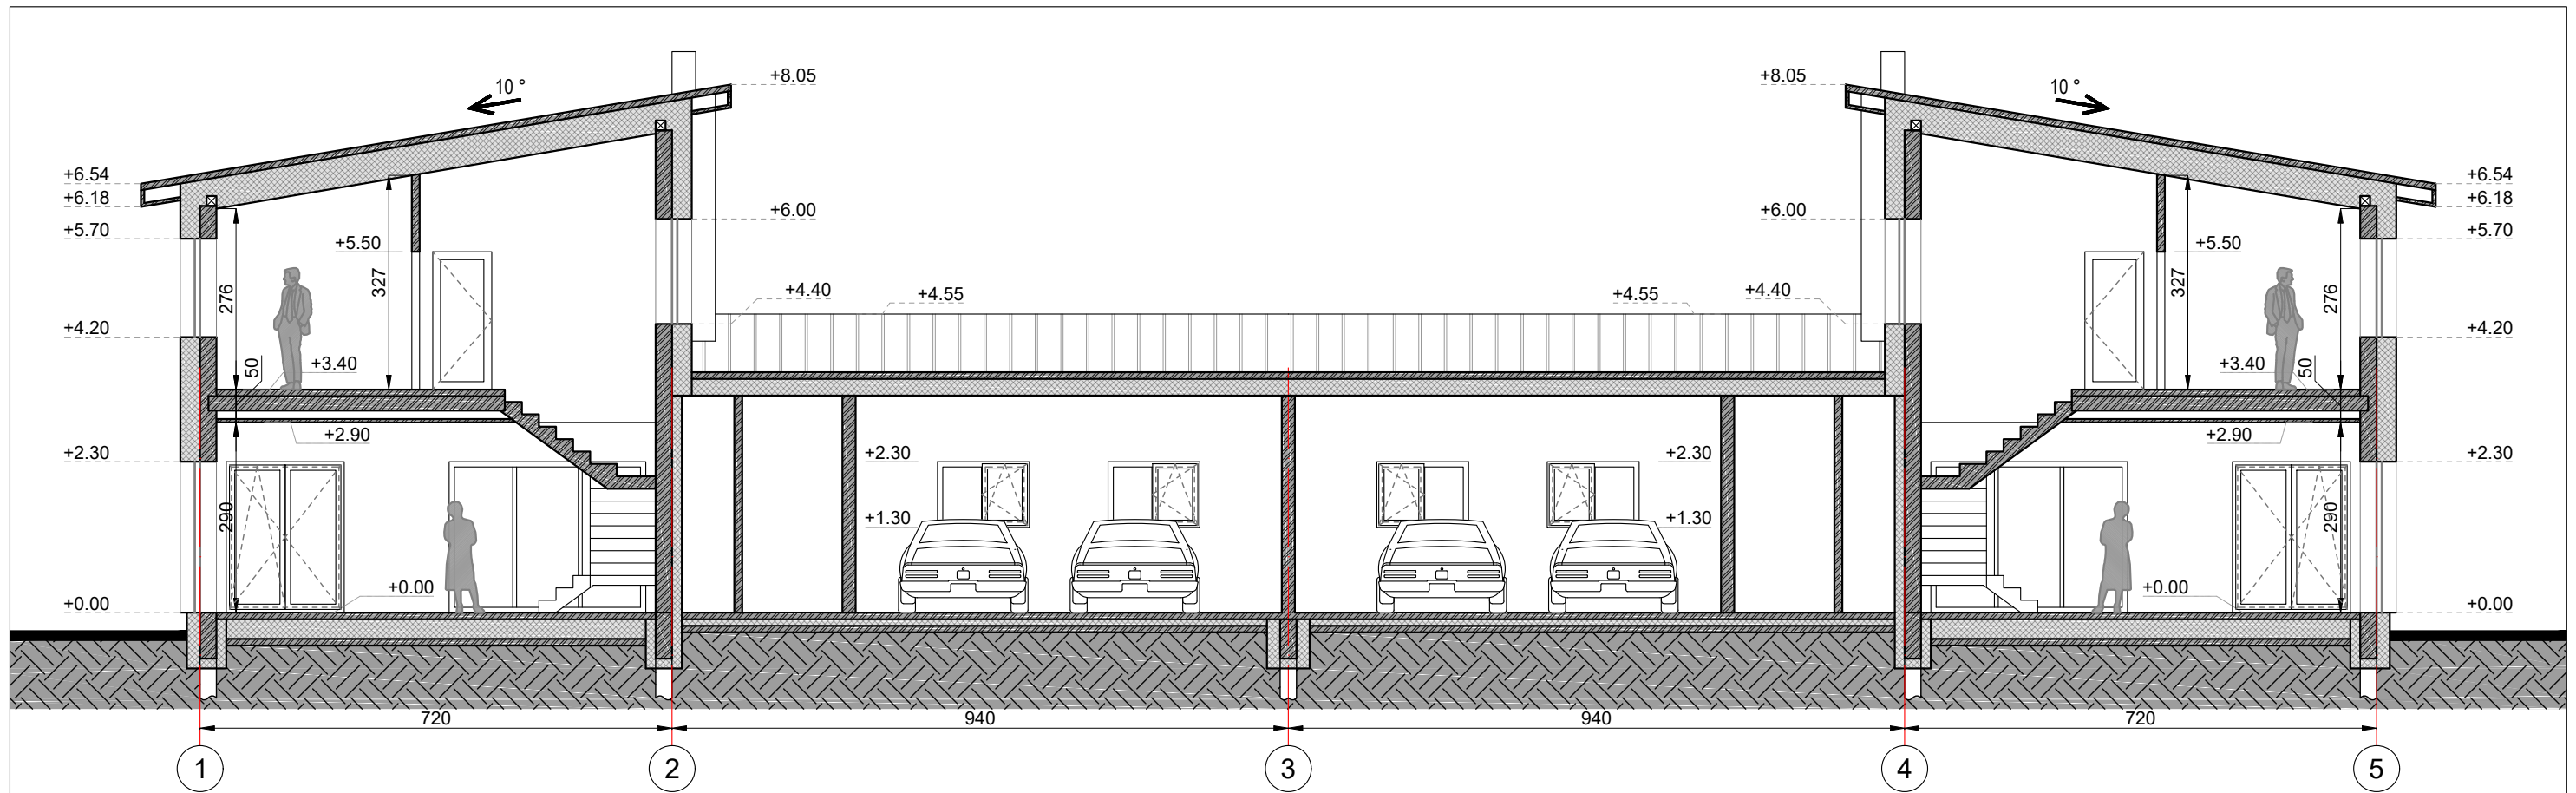 +8.05 +8.05
10 ° 10 °
+6.54 +6.54
+6.18 +6.18
+6.00 +6.00
+5.70 +5.70
+5.50 +5.50
276 327 327 276
+4.40 +4.55 +4.55 +4.40
+4.20 +4.20
50 +3.40 +3.40 50
+2.90 +2.90
+2.30 +2.30 +2.30 +2.30
290 +1.30 +1.30 290
+0.00 +0.00 +0.00 +0.00
720 940 940 720
1 2 3 4 5